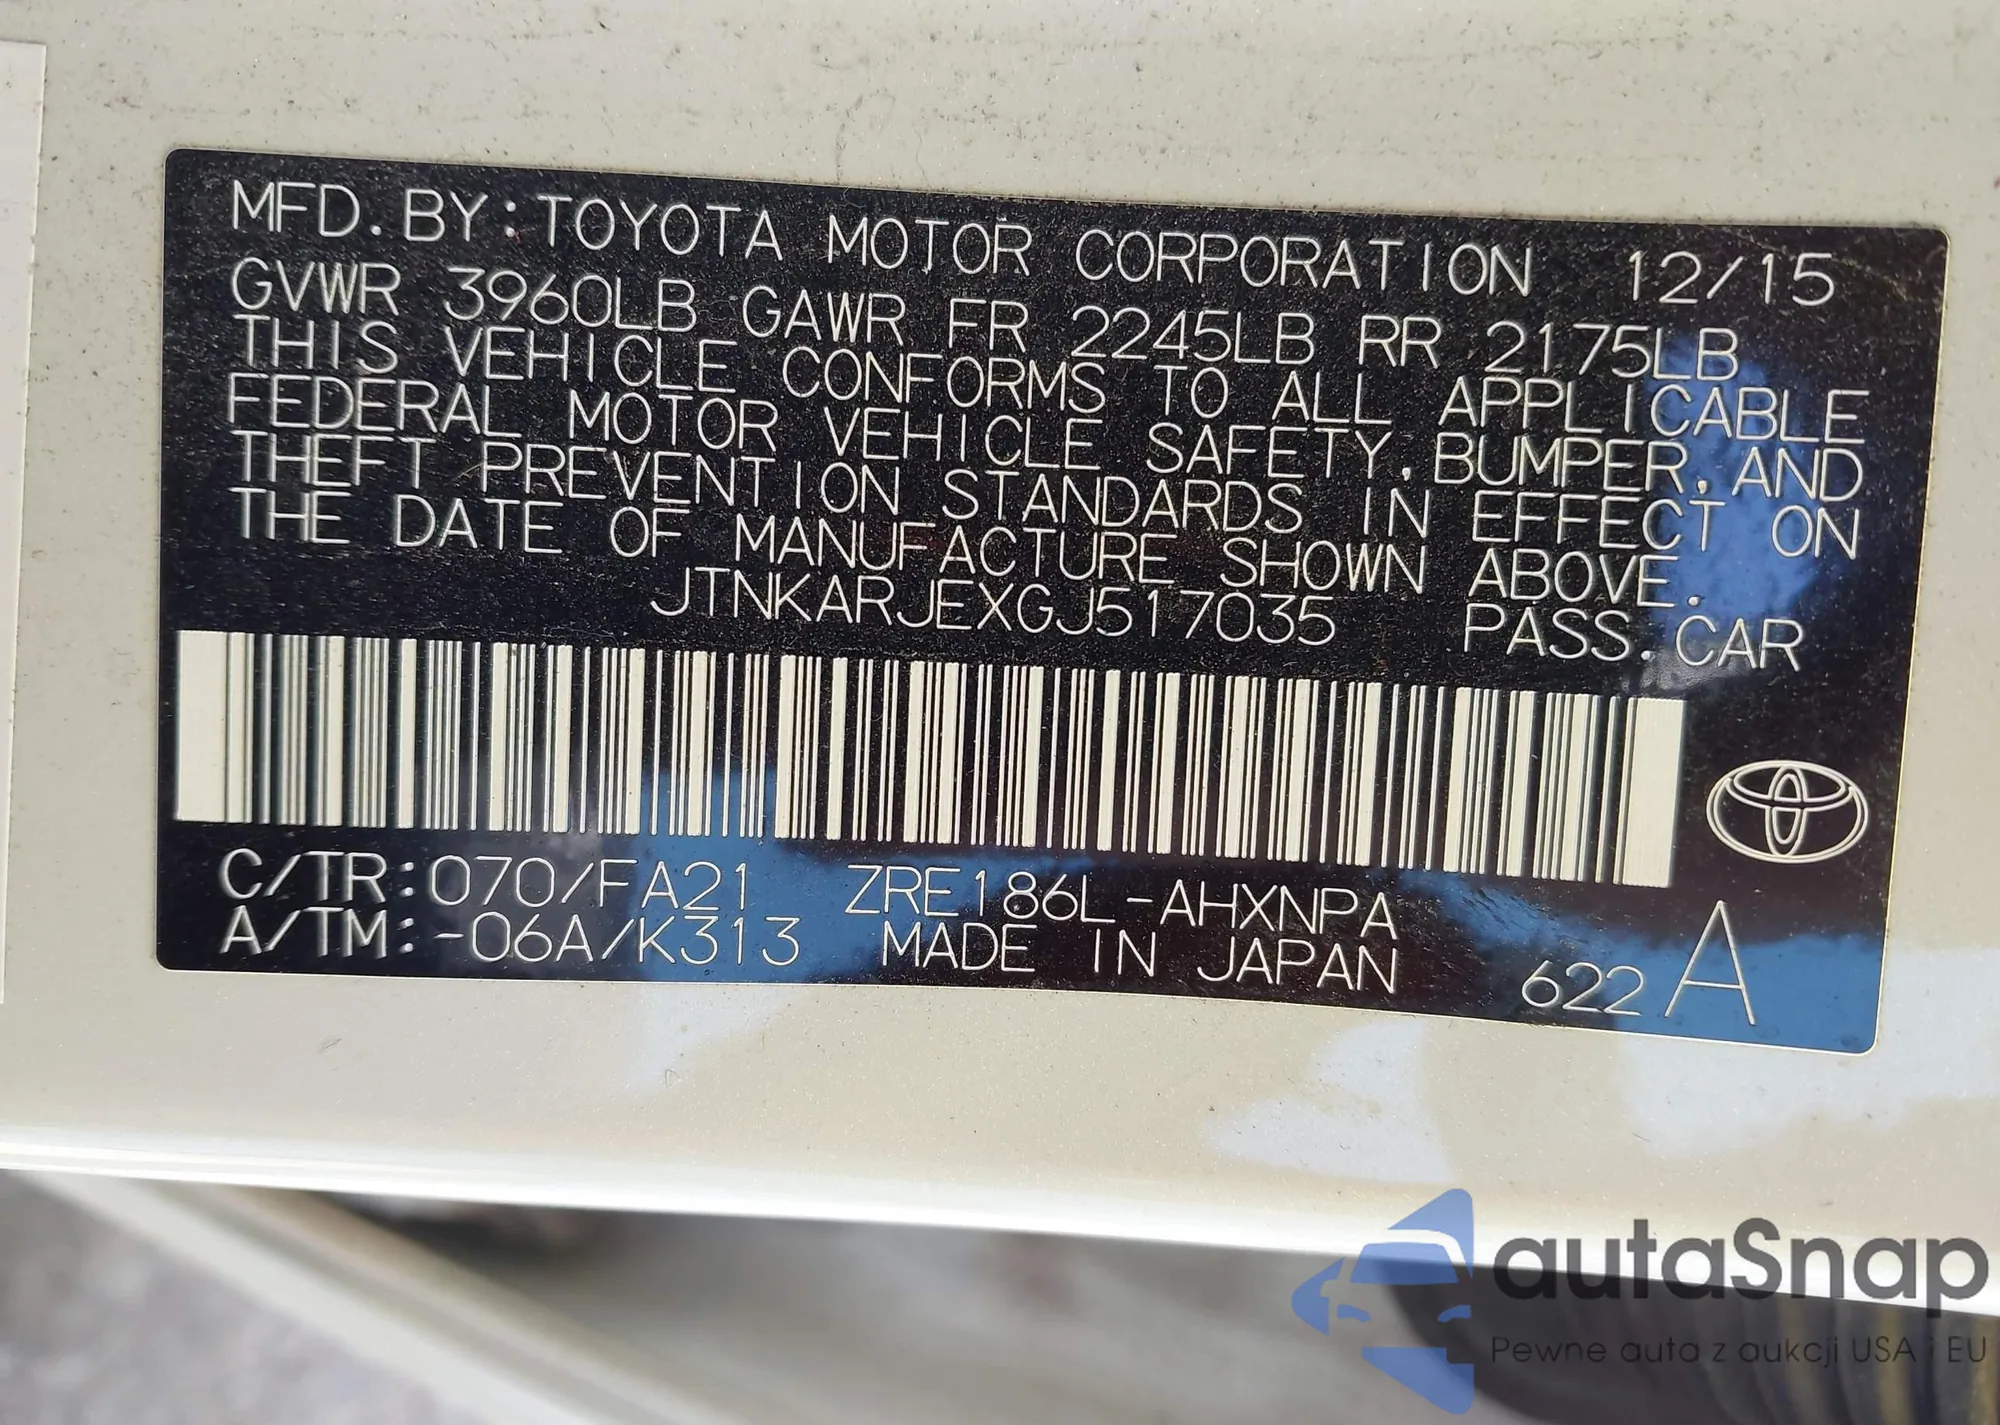 MFD. BY: TOYOTA MOTOR CORPORATION 12/15
GVWR 3960LB GAWR FR 2245LB RR 2175LB
THIS VEHICLE CONFORMS TO ALL APPLICABLE
FEDERAL MOTOR VEHICLE SAFETY, BUMPER, AND
THEFT PREVENTION STANDARDS IN EFFECT ON
THE DATE OF MANUFACTURE SHOWN ABOVE.
JTNKARJEXGJ517035 PASS. CAR
C/TR: 070/FA21 ZRE186L-AHXNPA
A/TM: -06A/K313 MADE IN JAPAN 622 A
autaSnap
Pewne auta z aukcji USA i EU